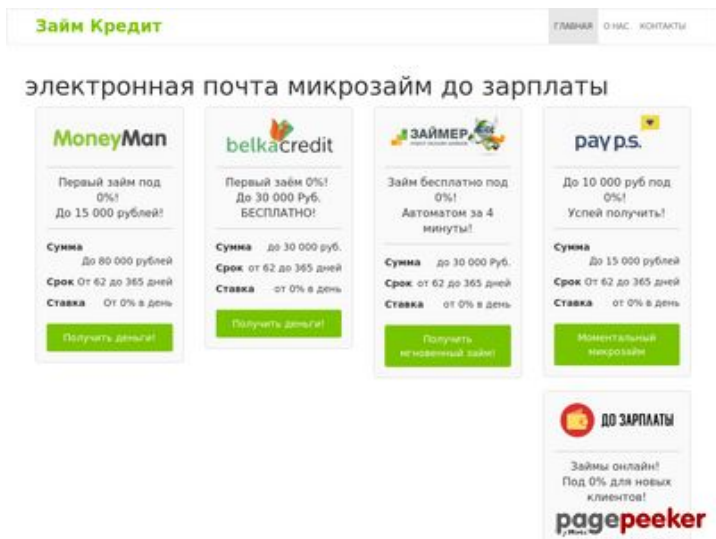 Займ Кредит
ГЛАВНАЯ О НАС. КОНТАКТЫ
электронная почта микрозайм до зарплаты
MoneyMan
Первый займ под
0%!
До 15 000 рублей!
Сумма
До 80 000 рублей
Срок От 62 до 365 дней
Ставка От 0% в день
Получить деньги!
belkacredit
Первый заём 0%!
До 30 000 Руб.
БЕСПЛАТНО!
Сумма до 30 000 руб.
Срок от 62 до 365 дней
Ставка от 0% в день
Получить деньги!
ЗАЙМЕР
Займ бесплатно под
0%!
Автоматом за 4
минуты!
Сумма до 30 000 Руб.
Срок от 62 до 365 дней
Ставка от 0% в день
Получить
мгновенный займ!
pay p.s.
До 10 000 руб под
0%!
Успей получить!
Сумма
До 15 000 рублей
Срок От 62 до 365 дней
Ставка от 0% в день
Моментальный
микрозайм
ДО ЗАРПЛАТЫ
Займы онлайн!
Под 0% для новых
клиентов!
pagepeeker